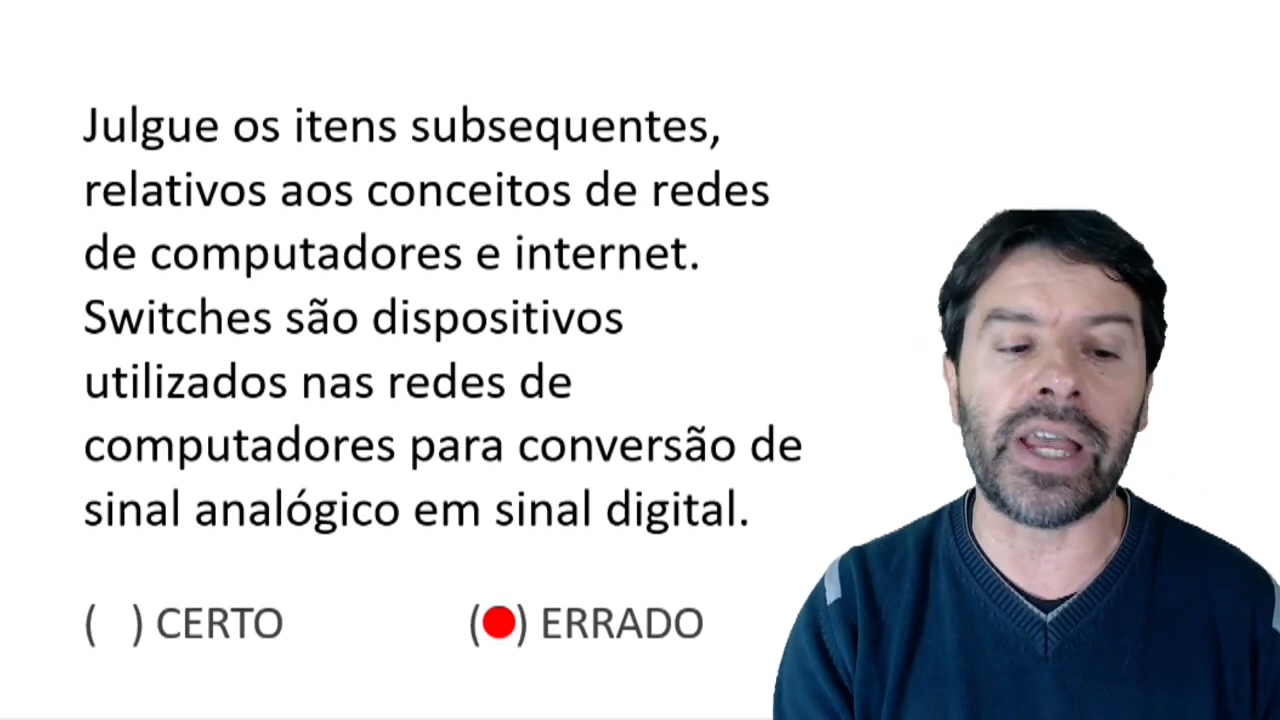 Julgue os itens subsequentes,
relativos aos conceitos de redes
de computadores e internet.
Switches são dispositivos
utilizados nas redes de
computadores para conversão de
sinal analógico em sinal digital.
( ) CERTO (●) ERRADO